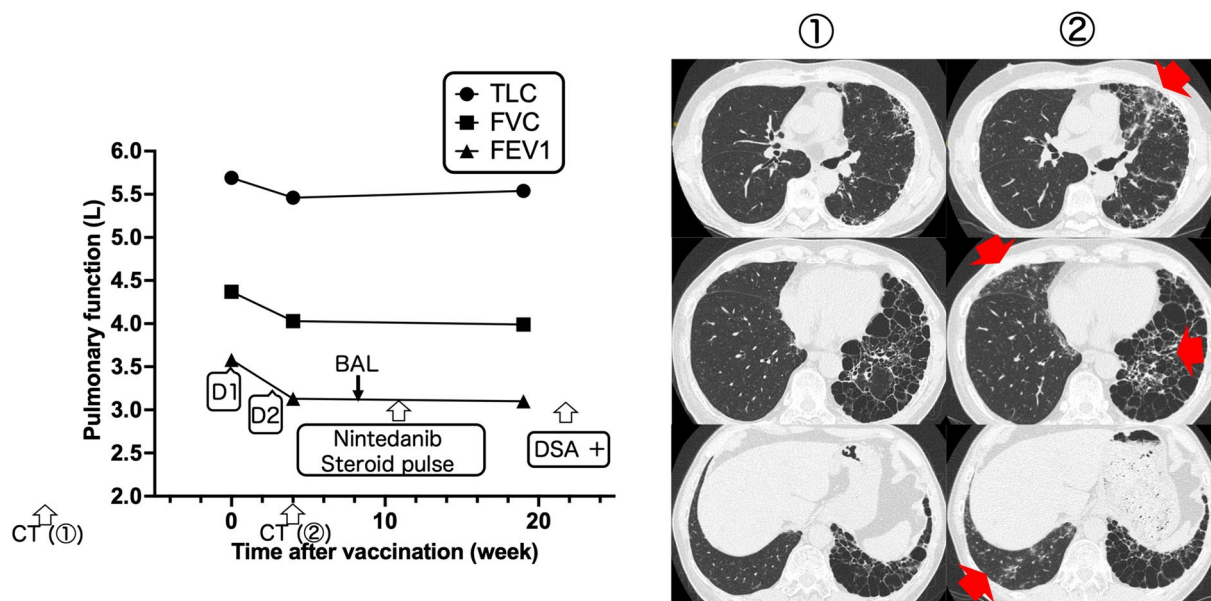 ① ②
TLC
FVC
FEV1
6.0
5.5
5.0
4.5
4.0
3.5
3.0
2.5
2.0
Pulmonary function (L)
D1
D2
BAL
Nintedanib
Steroid pulse
DSA +
0 10 20
CT (①) CT (②)
Time after vaccination (week)